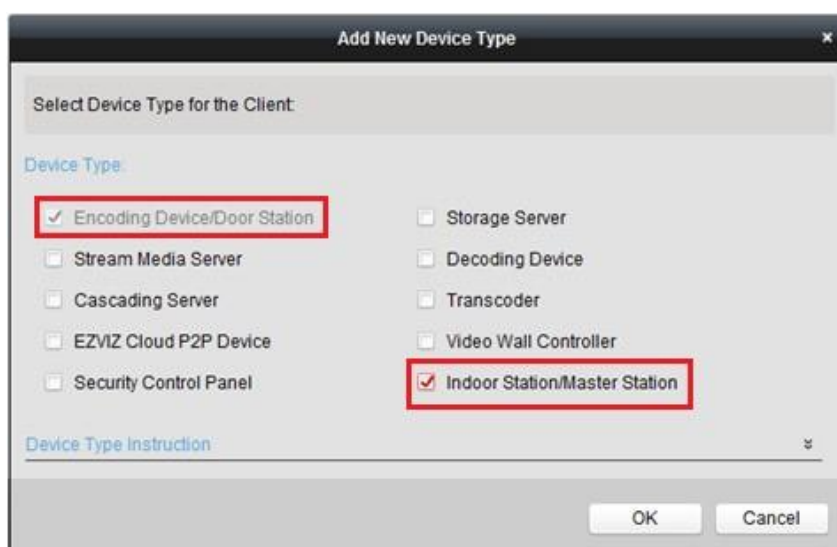 Add New Device Type
Select Device Type for the Client:
Device Type:
Encoding Device/Door Station
Storage Server
Stream Media Server
Decoding Device
Cascading Server
Transcoder
EZVIZ Cloud P2P Device
Video Wall Controller
Security Control Panel
Indoor Station/Master Station
Device Type Instruction
OK
Cancel